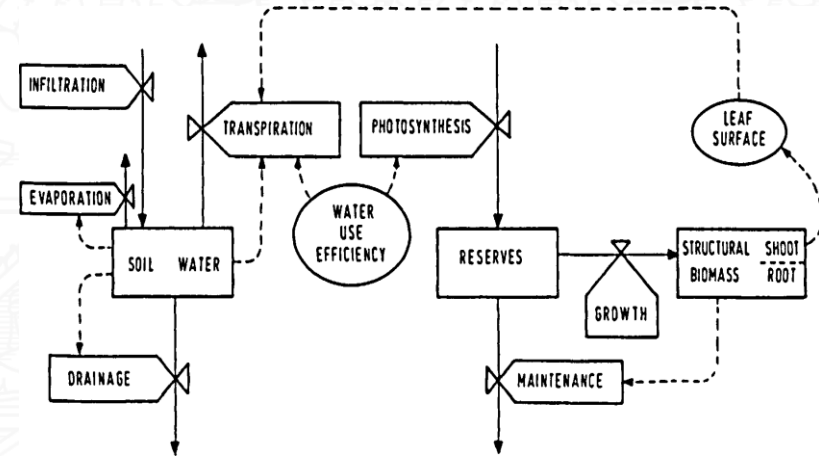 INFILTRATION
TRANSPIRATION
PHOTOSYNTHESIS
LEAF
SURFACE
EVAPORATION
WATER
USE
EFFICIENCY
SOIL WATER
RESERVES
STRUCTURAL SHOOT
BIOMASS ROOT
GROWTH
DRAINAGE
MAINTENANCE